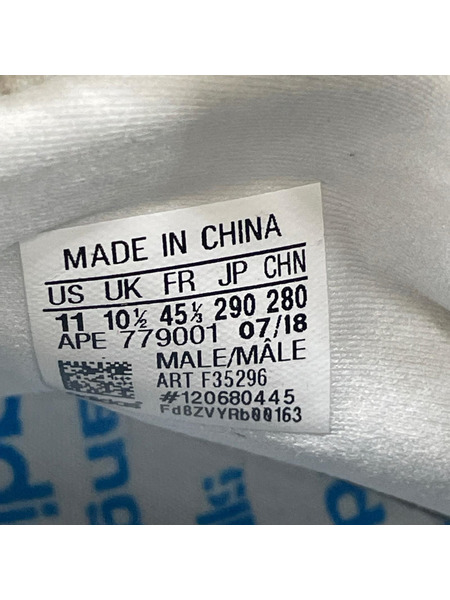 MADE IN CHINA
US UK FR JP CHN
11 10½ 45⅓ 290 280
APE 779001 07/18
MALE/MÂLE
ART F35296
#120680445
Fd8ZVYRb00163
adidas